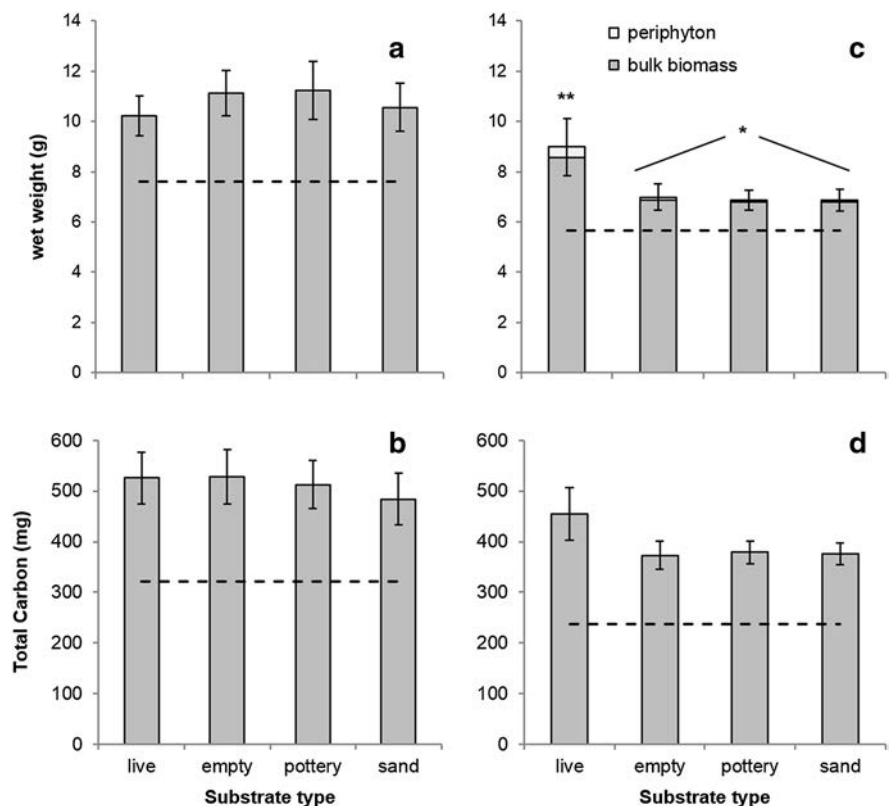 a
wet weight (g)
14
12
10
8
6
4
2
0
c
periphyton
bulk biomass
**
*
14
12
10
8
6
4
2
0
b
Total Carbon (mg)
600
500
400
300
200
100
0
live empty pottery sand
Substrate type
d
600
500
400
300
200
100
0
live empty pottery sand
Substrate type